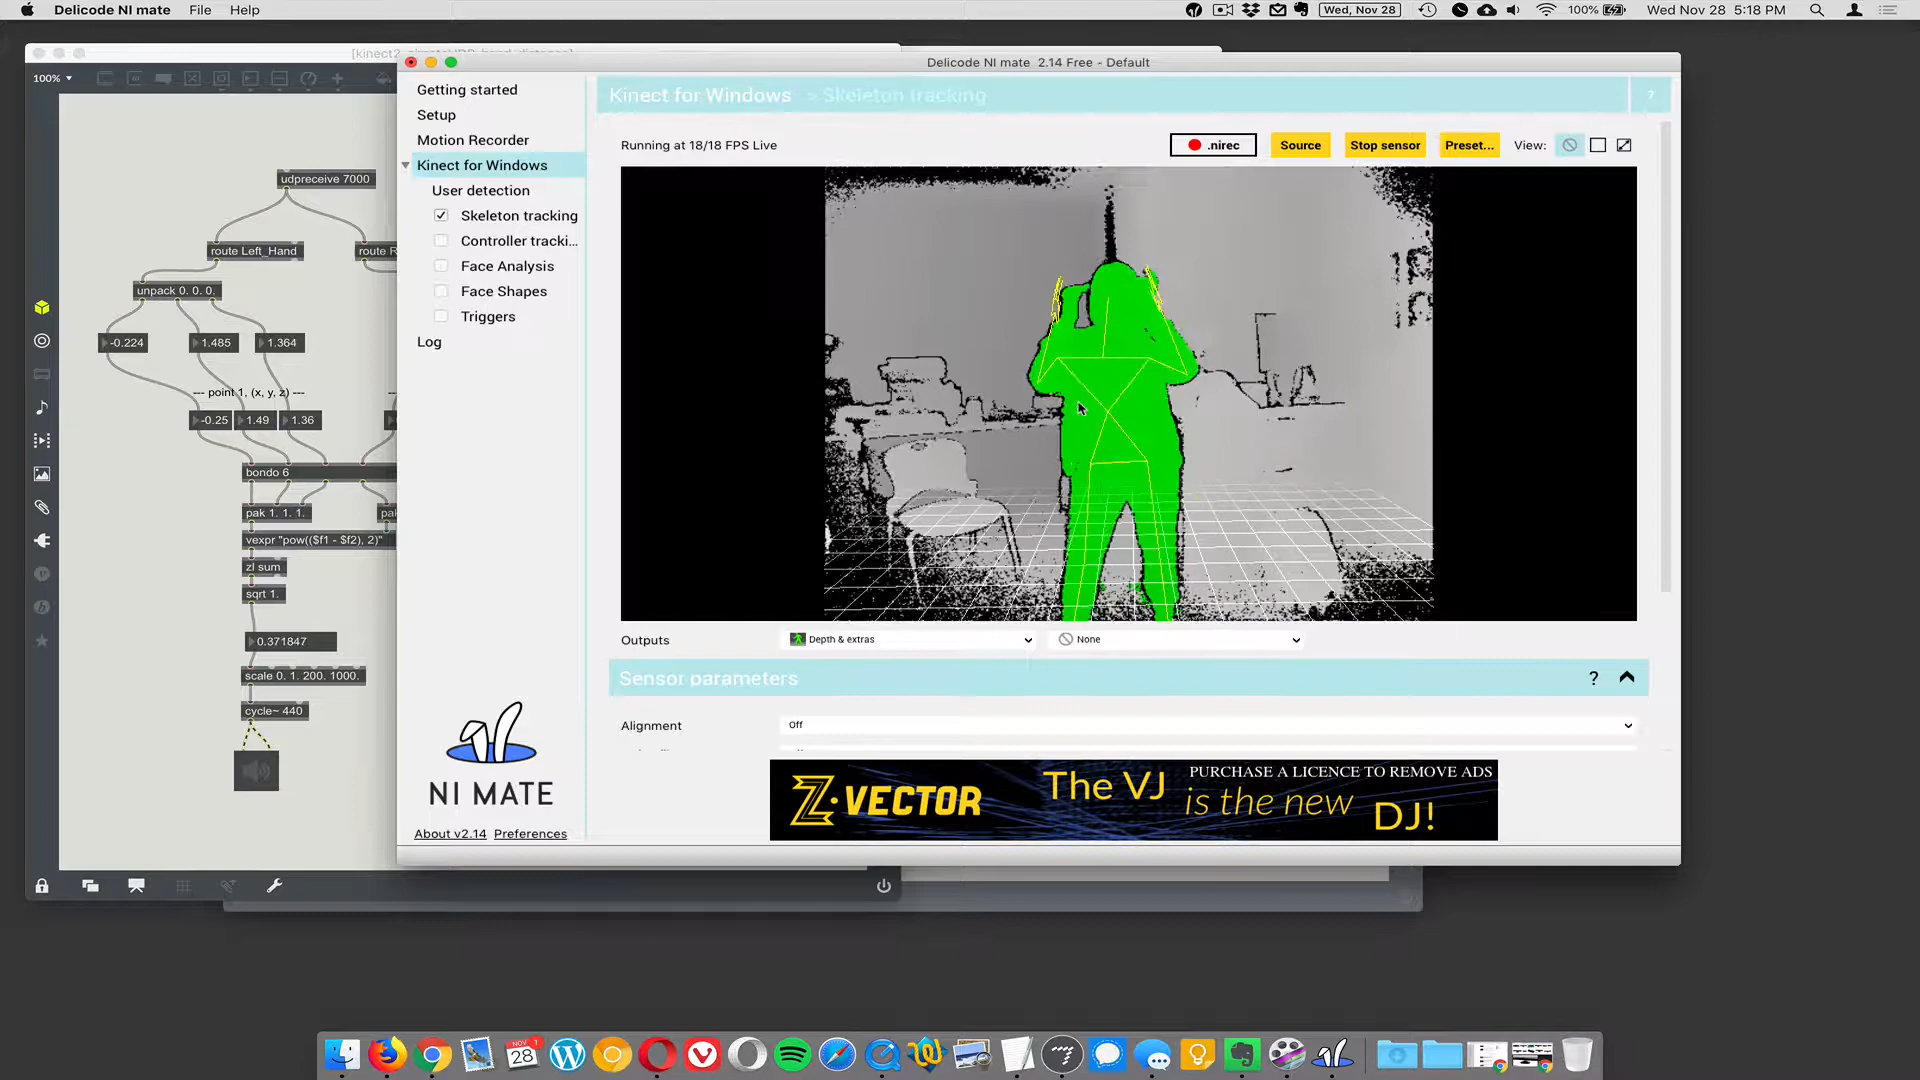 Delicode NI mate File Help
Wed, Nov 28
100%
Wed Nov 28 5:18 PM
100%
udpreceive 7000
route Left_Hand
route R
unpack 0. 0. 0.
-0.224
1.485
1.364
--- point 1, (x, y, z) ---
-0.25
1.49
1.36
bondo 6
pak 1. 1. 1.
pak
vexpr "pow(($f1 - $f2), 2)"
zl sum
sqrt 1.
0.371847
scale 0. 1. 200. 1000.
cycle~ 440
Delicode NI mate 2.14 Free - Default
Getting started
Setup
Motion Recorder
Kinect for Windows
User detection
Skeleton tracking
Controller tracki...
Face Analysis
Face Shapes
Triggers
Log
NI MATE
About v2.14 Preferences
Kinect for Windows > Skeleton tracking
?
Running at 18/18 FPS Live
.nirec
Source
Stop sensor
Preset...
View:
Outputs
Depth & extras
None
Sensor parameters
?
Alignment
Off
Z-VECTOR
The VJ
is the new
DJ!
PURCHASE A LICENCE TO REMOVE ADS
NOV
28
1